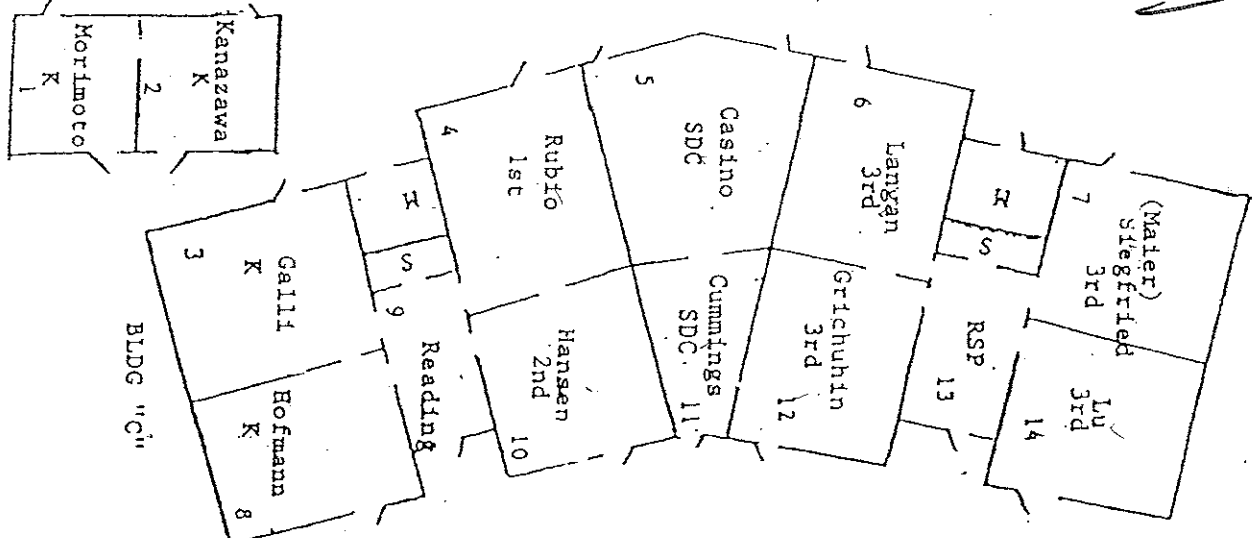 Kanazawa
K
2
Morimoto
K
1
Galli
K
3
Hofmann
K
8
W
S
9
Reading
Rubio
1st
4
Hansen
2nd
10
Casino
SDC
5
Cummings
SDC
11
Langan
3rd
6
Grichuhin
3rd
12
W
S
RSP
13
(Maier)
Siegfried
3rd
7
Lu
3rd
14
BLDG "C"